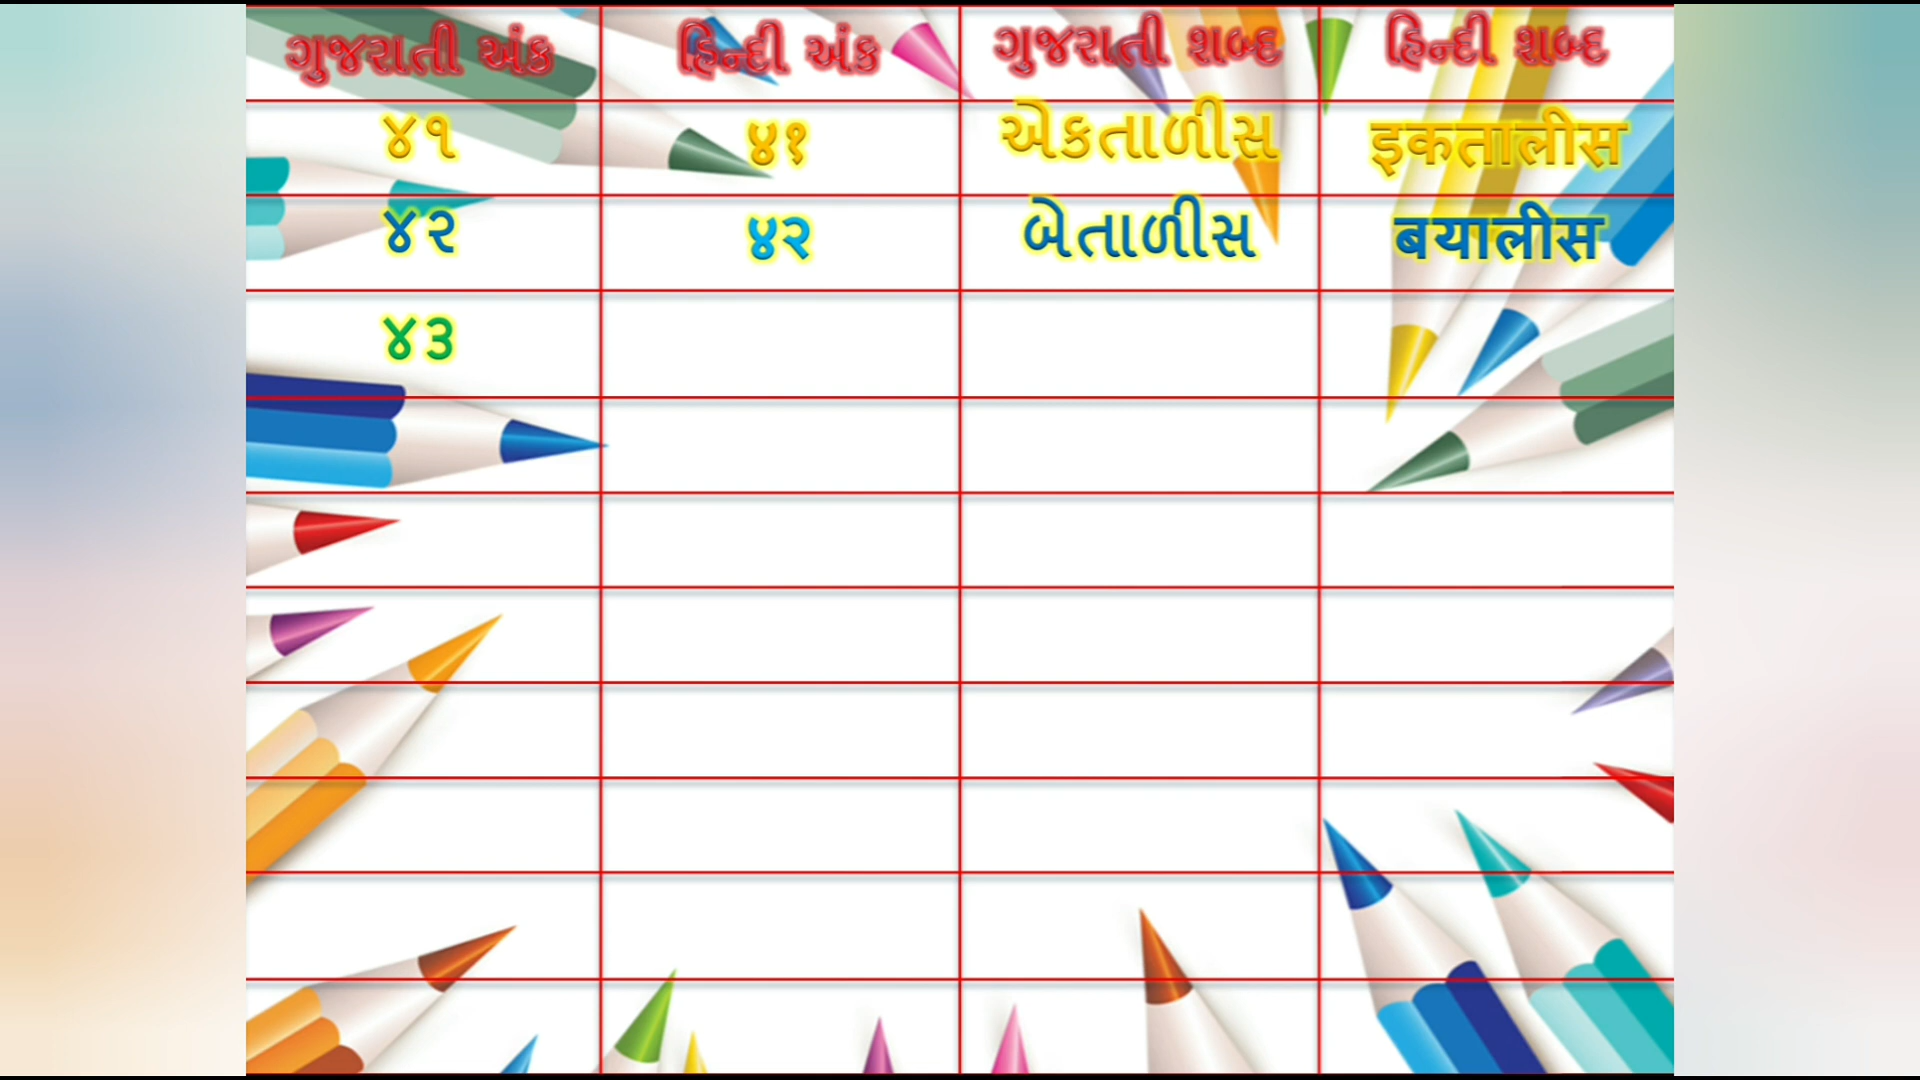 ગુજરાતી અંક હિન્દી અંક ગુજરાતી શબ્દ હિન્દી શબ્દ
૪૧ ४१ એકતાળીસ इकतालीस
૪૨ ४२ બેતાળીસ बयालीस
૪૩